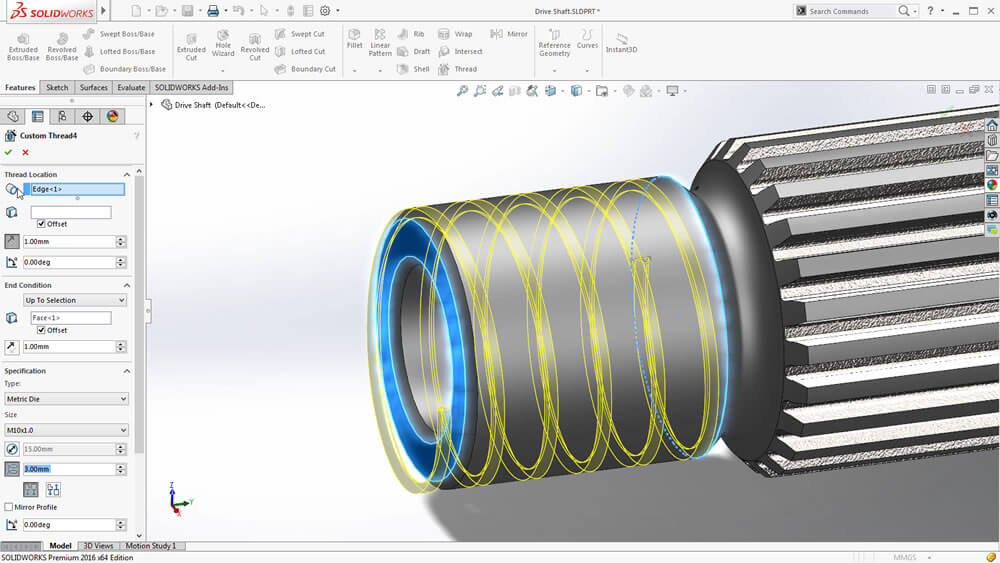 SOLIDWORKS
Drive Shaft.SLDPRT *
Search Commands
?
Extruded Boss/Base
Revolved Boss/Base
Swept Boss/Base
Lofted Boss/Base
Boundary Boss/Base
Extruded Cut
Hole Wizard
Revolved Cut
Swept Cut
Lofted Cut
Boundary Cut
Fillet
Linear Pattern
Rib
Draft
Shell
Wrap
Intersect
Thread
Mirror
Reference Geometry
Curves
Instant3D
Features
Sketch
Surfaces
Evaluate
SOLIDWORKS Add-Ins
Drive Shaft (Default<<De...
Custom Thread4
?
Thread Location
Edge<1>
Offset
1.00mm
0.00deg
End Condition
Up To Selection
Face<1>
Offset
1.00mm
Specification
Type:
Metric Die
Size
M10x1.0
15.00mm
3.00mm
Mirror Profile
0.00deg
Z
Y
X
Model
3D Views
Motion Study 1
SOLIDWORKS Premium 2016 x64 Edition
MMGS